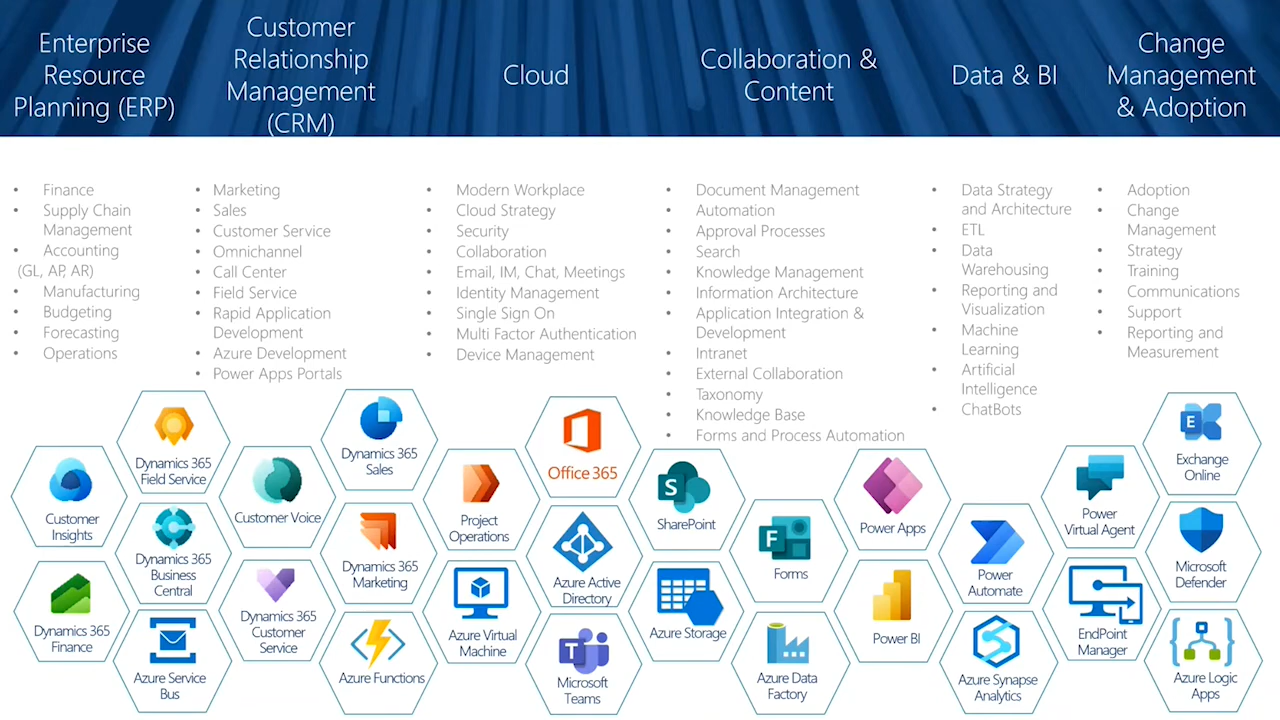 Enterprise
Resource
Planning (ERP)
Customer
Relationship
Management
(CRM)
Cloud
Collaboration &
Content
Data & BI
Change
Management
& Adoption
• Finance
• Supply Chain
Management
• Accounting
(GL, AP, AR)
• Manufacturing
• Budgeting
• Forecasting
• Operations
• Marketing
• Sales
• Customer Service
• Omnichannel
• Call Center
• Field Service
• Rapid Application
Development
• Azure Development
• Power Apps Portals
• Modern Workplace
• Cloud Strategy
• Security
• Collaboration
• Email, IM, Chat, Meetings
• Identity Management
• Single Sign On
• Multi Factor Authentication
• Device Management
• Document Management
• Automation
• Approval Processes
• Search
• Knowledge Management
• Information Architecture
• Application Integration &
Development
• Intranet
• External Collaboration
• Taxonomy
• Knowledge Base
• Forms and Process Automation
• Data Strategy
and Architecture
• ETL
• Data
Warehousing
• Reporting and
Visualization
• Machine
Learning
• Artificial
Intelligence
• ChatBots
• Adoption
• Change
Management
• Strategy
• Training
• Communications
• Support
• Reporting and
Measurement
Customer
Insights
Dynamics 365
Finance
Dynamics 365
Field Service
Dynamics 365
Business
Central
Azure Service
Bus
Customer Voice
Dynamics 365
Customer
Service
Dynamics 365
Sales
Dynamics 365
Marketing
Azure Functions
Project
Operations
Azure Virtual
Machine
Office 365
Azure Active
Directory
T
Microsoft
Teams
S
SharePoint
Azure Storage
F
Forms
Azure Data
Factory
Power Apps
Power BI
Power
Automate
Azure Synapse
Analytics
Power
Virtual Agent
EndPoint
Manager
E
Exchange
Online
Microsoft
Defender
Azure Logic
Apps